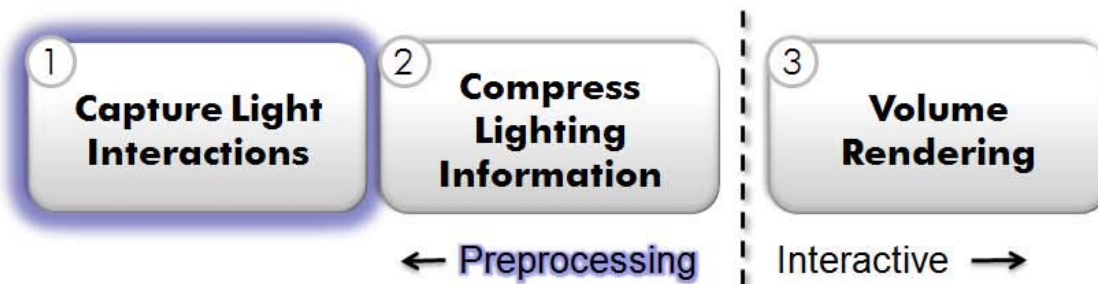 1
Capture Light
Interactions
2
Compress
Lighting
Information
3
Volume
Rendering
Preprocessing
Interactive